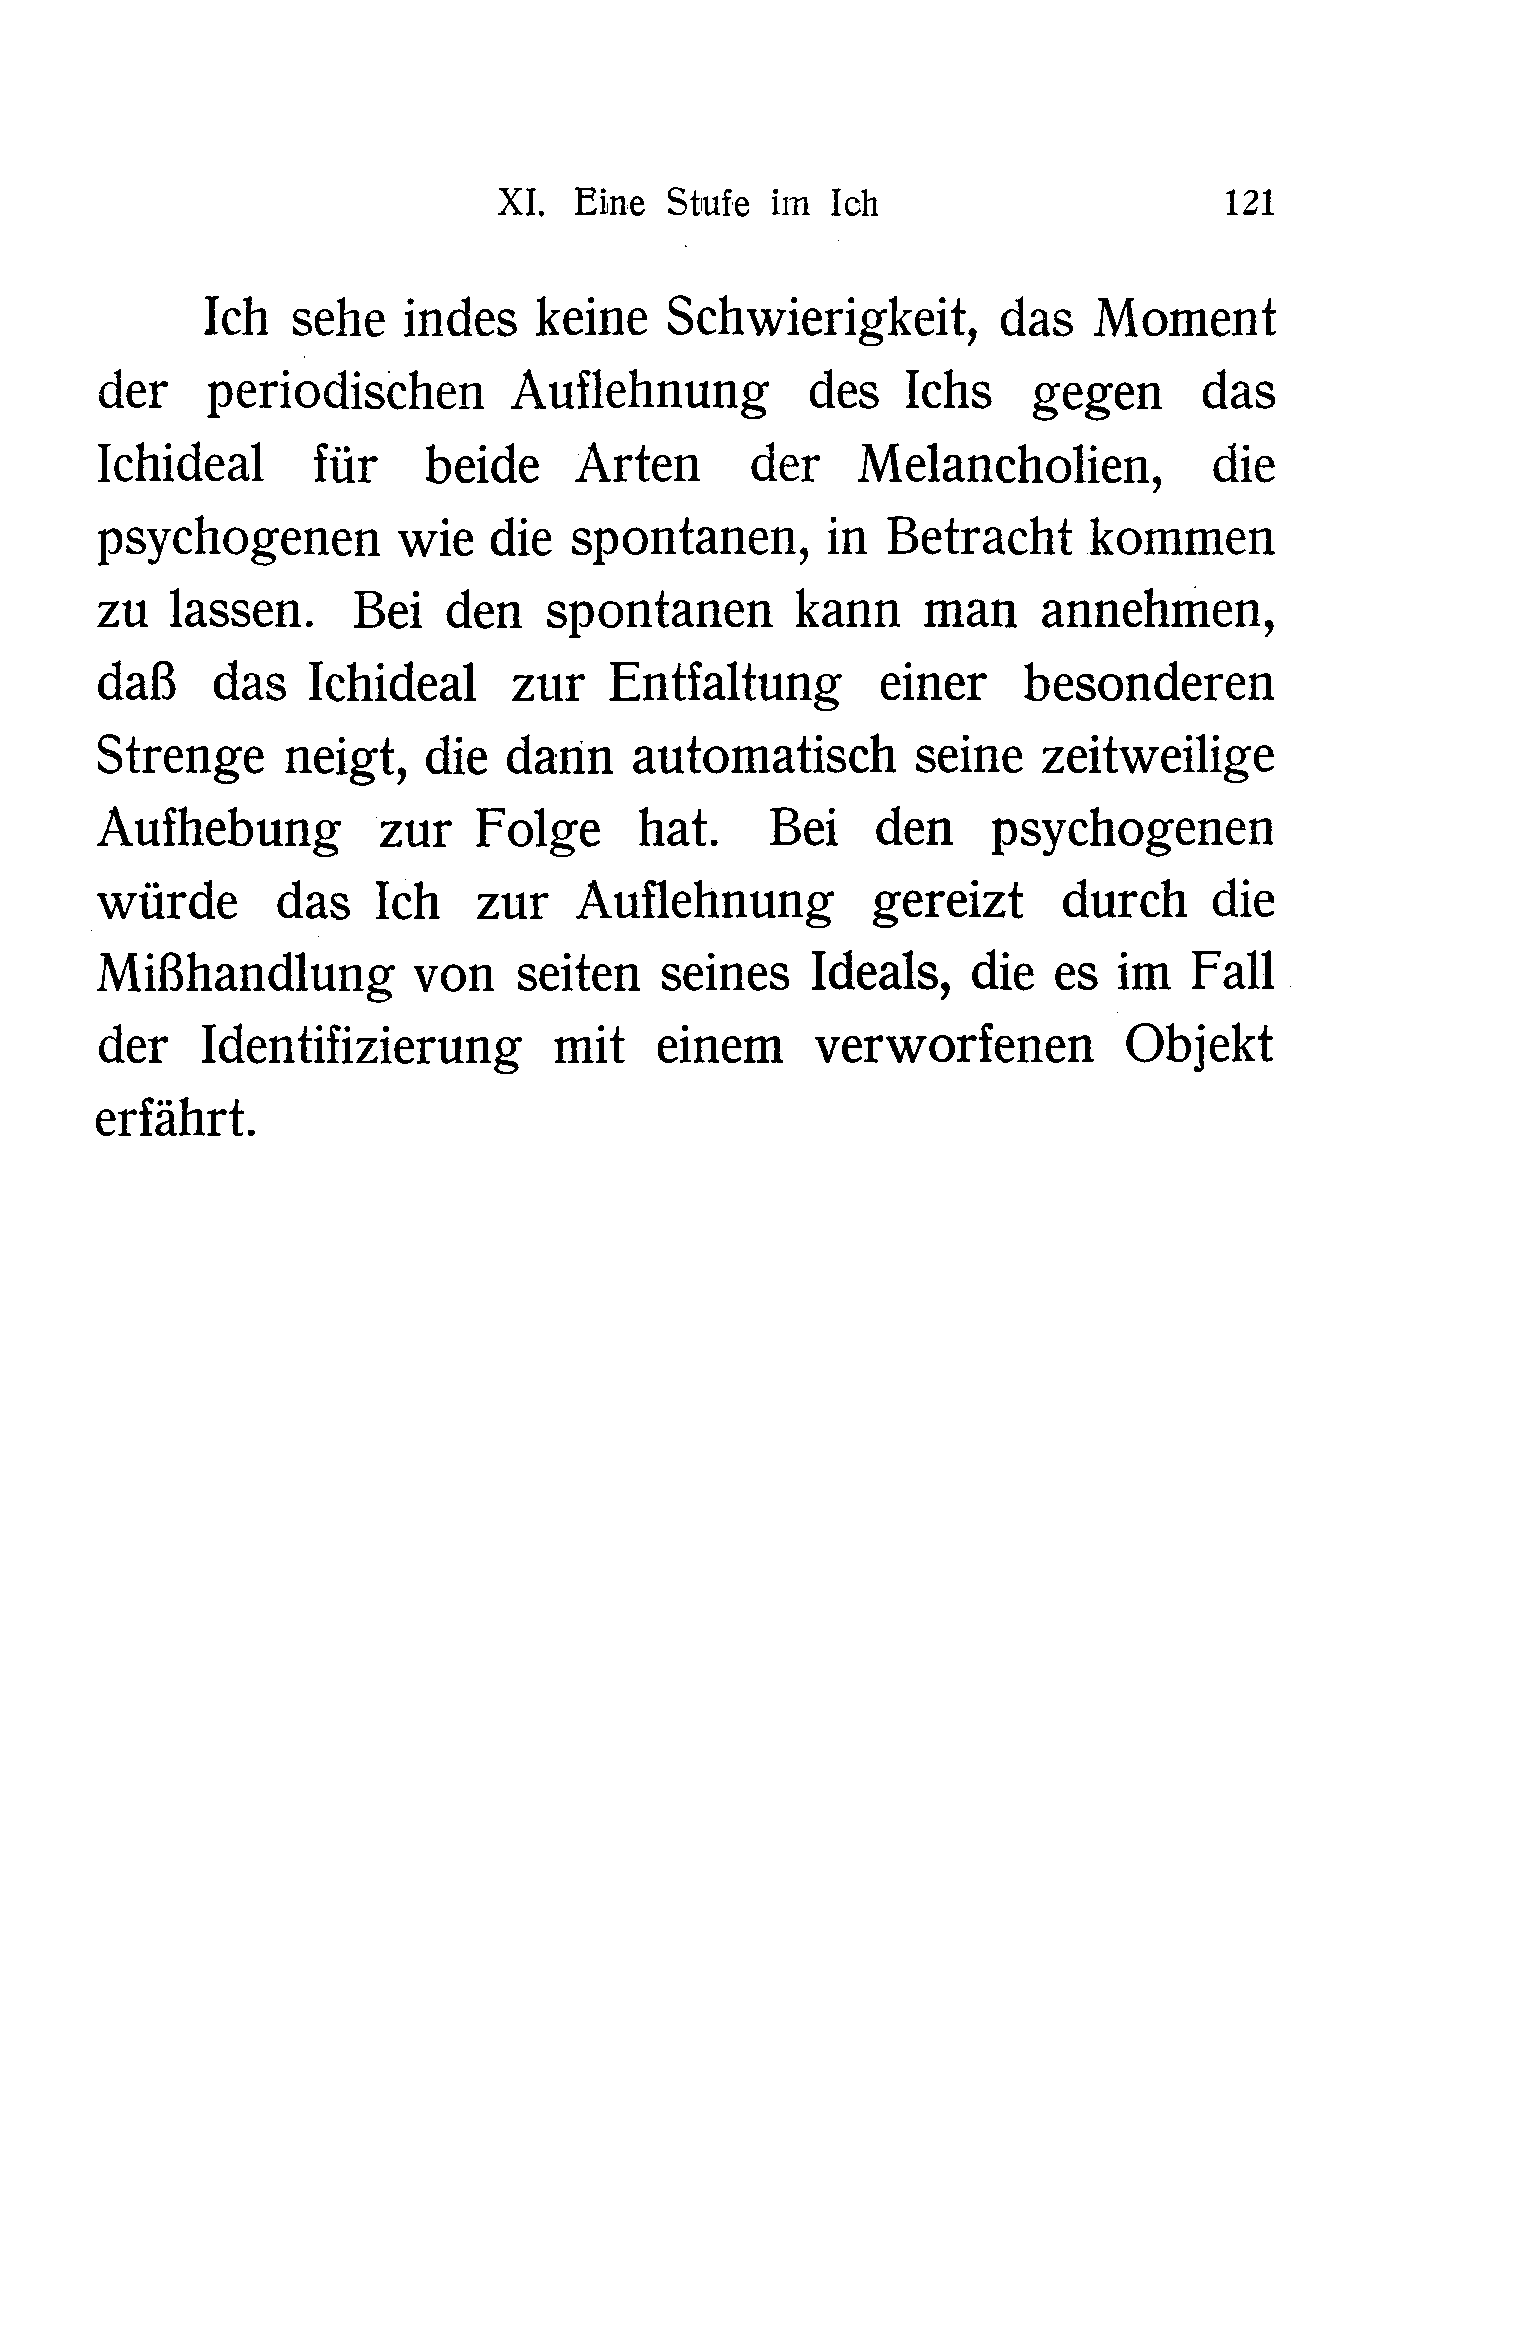 XI. Eine Stufe im Ich 121
Ich sehe indes keine Schwierigkeit, das Moment
der periodischen Auflehnung des Ichs gegen das
Ichideal für beide Arten der Melancholien, die
psychogenen wie die spontanen, in Betracht kommen
zu lassen. Bei den spontanen kann man annehmen,
daß das Ichideal zur Entfaltung einer besonderen
Strenge neigt, die dann automatisch seine zeitweilige
Aufhebung zur Folge hat. Bei den psychogenen
würde das Ich zur Auflehnung gereizt durch die
Mißhandlung von seiten seines Ideals, die es im Fall
der Identifizierung mit einem verworfenen Objekt
erfährt.